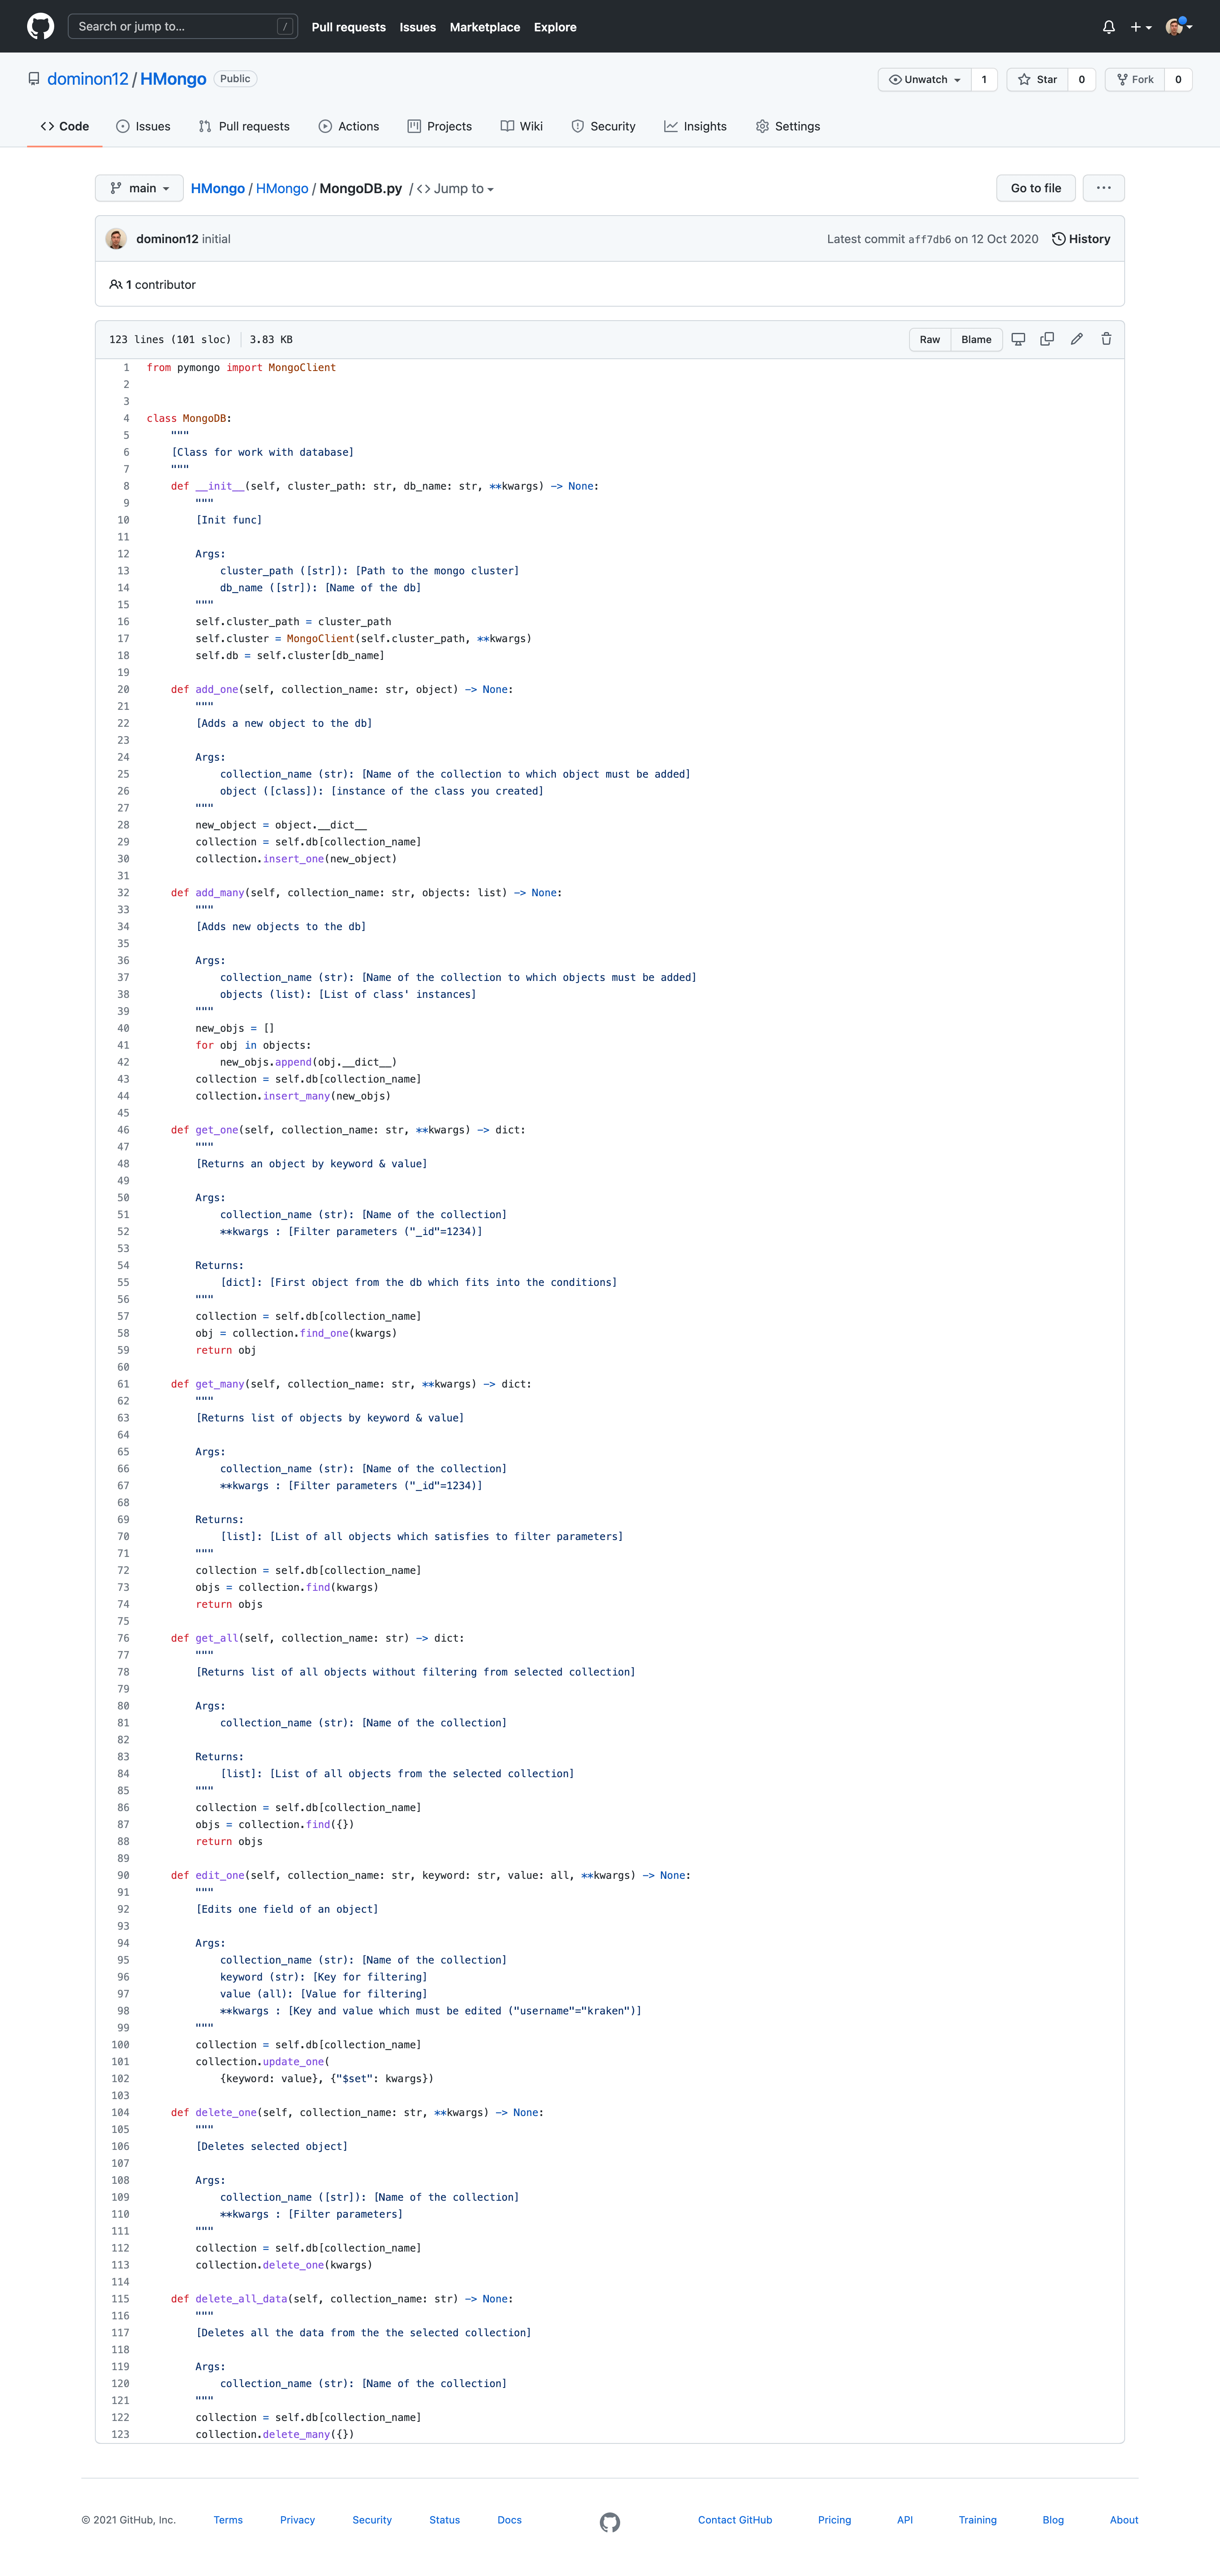 Search or jump to... /
Pull requests Issues Marketplace Explore
dominon12 / HMongo Public
Unwatch 1 Star 0 Fork 0
Code Issues Pull requests Actions Projects Wiki Security Insights Settings
main HMongo / HMongo / MongoDB.py / <> Jump to
Go to file ...
dominon12 initial Latest commit aff7db6 on 12 Oct 2020 History
1 contributor
123 lines (101 sloc) 3.83 KB Raw Blame
1 from pymongo import MongoClient
2
3
4 class MongoDB:
5     """
6     [Class for work with database]
7     """
8     def __init__(self, cluster_path: str, db_name: str, **kwargs) -> None:
9         """
10         [Init func]
11
12         Args:
13             cluster_path ([str]): [Path to the mongo cluster]
14             db_name ([str]): [Name of the db]
15         """
16         self.cluster_path = cluster_path
17         self.cluster = MongoClient(self.cluster_path, **kwargs)
18         self.db = self.cluster[db_name]
19
20     def add_one(self, collection_name: str, object) -> None:
21         """
22         [Adds a new object to the db]
23
24         Args:
25             collection_name (str): [Name of the collection to which object must be added]
26             object ([class]): [instance of the class you created]
27         """
28         new_object = object.__dict__
29         collection = self.db[collection_name]
30         collection.insert_one(new_object)
31
32     def add_many(self, collection_name: str, objects: list) -> None:
33         """
34         [Adds new objects to the db]
35
36         Args:
37             collection_name (str): [Name of the collection to which objects must be added]
38             objects (list): [List of class' instances]
39         """
40         new_objs = []
41         for obj in objects:
42             new_objs.append(obj.__dict__)
43         collection = self.db[collection_name]
44         collection.insert_many(new_objs)
45
46     def get_one(self, collection_name: str, **kwargs) -> dict:
47         """
48         [Returns an object by keyword & value]
49
50         Args:
51             collection_name (str): [Name of the collection]
52             **kwargs : [Filter parameters ("_id"=1234)]
53
54         Returns:
55             [dict]: [First object from the db which fits into the conditions]
56         """
57         collection = self.db[collection_name]
58         obj = collection.find_one(kwargs)
59         return obj
60
61     def get_many(self, collection_name: str, **kwargs) -> dict:
62         """
63         [Returns list of objects by keyword & value]
64
65         Args:
66             collection_name (str): [Name of the collection]
67             **kwargs : [Filter parameters ("_id"=1234)]
68
69         Returns:
70             [list]: [List of all objects which satisfies to filter parameters]
71         """
72         collection = self.db[collection_name]
73         objs = collection.find(kwargs)
74         return objs
75
76     def get_all(self, collection_name: str) -> dict:
77         """
78         [Returns list of all objects without filtering from selected collection]
79
80         Args:
81             collection_name (str): [Name of the collection]
82
83         Returns:
84             [list]: [List of all objects from the selected collection]
85         """
86         collection = self.db[collection_name]
87         objs = collection.find({})
88         return objs
89
90     def edit_one(self, collection_name: str, keyword: str, value: all, **kwargs) -> None:
91         """
92         [Edits one field of an object]
93
94         Args:
95             collection_name (str): [Name of the collection]
96             keyword (str): [Key for filtering]
97             value (all): [Value for filtering]
98             **kwargs : [Key and value which must be edited ("username"="kraken")]
99         """
100         collection = self.db[collection_name]
101         collection.update_one(
102             {keyword: value}, {"$set": kwargs})
103
104     def delete_one(self, collection_name: str, **kwargs) -> None:
105         """
106         [Deletes selected object]
107
108         Args:
109             collection_name ([str]): [Name of the collection]
110             **kwargs : [Filter parameters]
111         """
112         collection = self.db[collection_name]
113         collection.delete_one(kwargs)
114
115     def delete_all_data(self, collection_name: str) -> None:
116         """
117         [Deletes all the data from the the selected collection]
118
119         Args:
120             collection_name (str): [Name of the collection]
121         """
122         collection = self.db[collection_name]
123         collection.delete_many({})
© 2021 GitHub, Inc. Terms Privacy Security Status Docs Contact GitHub Pricing API Training Blog About